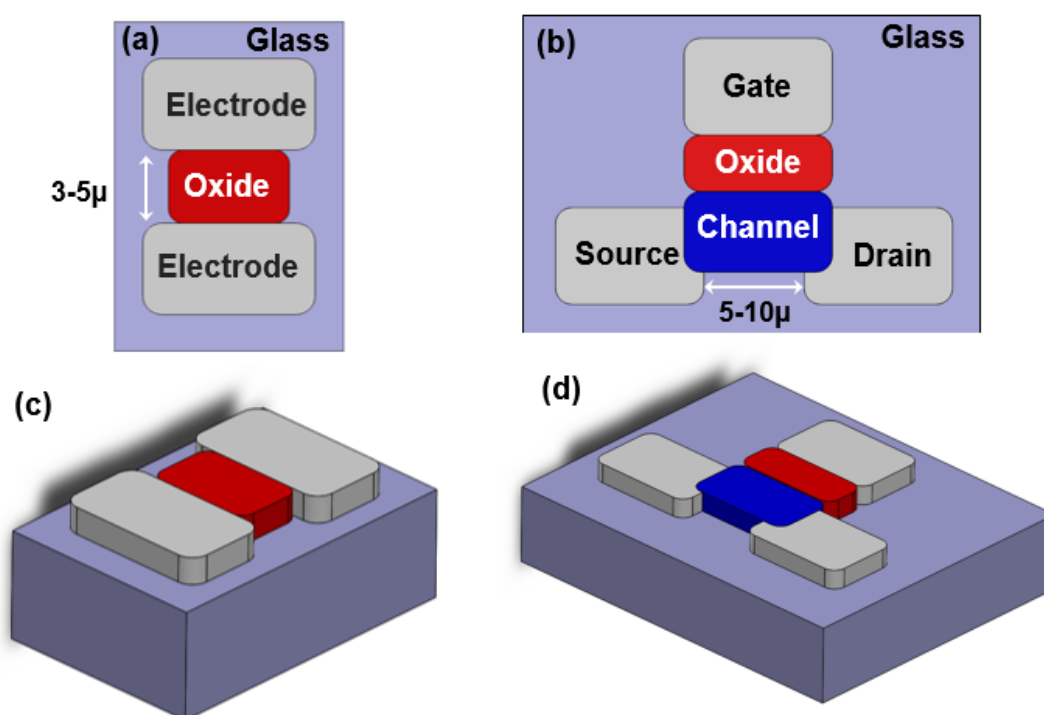 (a)
Glass
Electrode
Oxide
3-5μ
Electrode
(b)
Glass
Gate
Oxide
Channel
Source
Drain
5-10μ
(c)
(d)